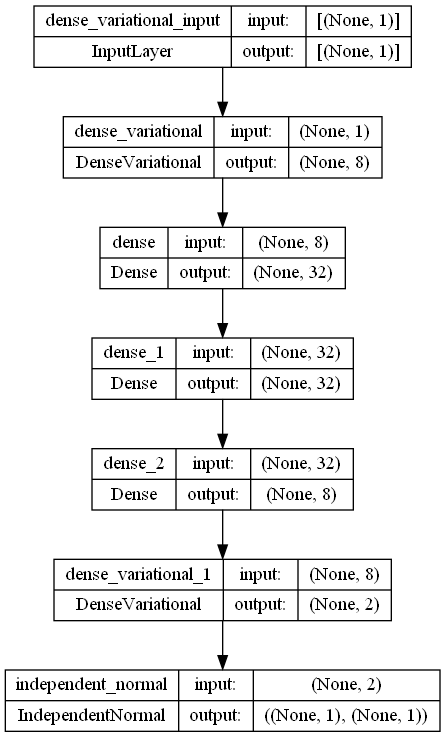 dense_variational_input input: [(None, 1)]
InputLayer output: [(None, 1)]
dense_variational input: (None, 1)
DenseVariational output: (None, 8)
dense input: (None, 8)
Dense output: (None, 32)
dense_1 input: (None, 32)
Dense output: (None, 32)
dense_2 input: (None, 32)
Dense output: (None, 8)
dense_variational_1 input: (None, 8)
DenseVariational output: (None, 2)
independent_normal input: (None, 2)
IndependentNormal output: ((None, 1), (None, 1))